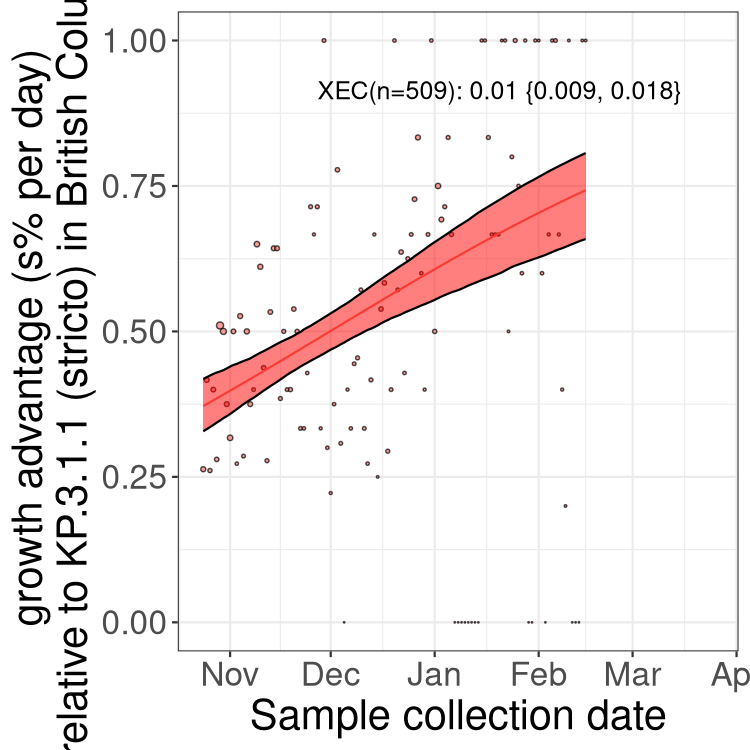 growth advantage (s% per day)
relative to KP.3.1.1 (stricto) in British Colu
1.00
0.75
0.50
0.25
0.00
XEC(n=509): 0.01 {0.009, 0.018}
Nov Dec Jan Feb Mar Ap
Sample collection date